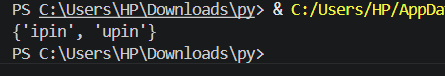 PS C:\Users\HP\Downloads\py> & C:/Users/HP/AppDa
{'ipin', 'upin'}
PS C:\Users\HP\Downloads\py>